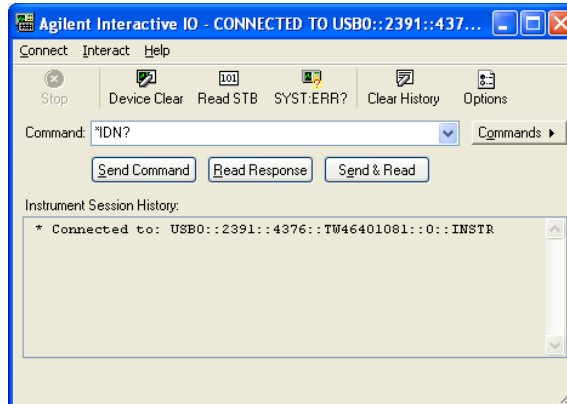 Agilent Interactive IO - CONNECTED TO USB0::2391::437...
Connect Interact Help
Stop Device Clear Read STB SYST:ERR? Clear History Options
Command: *IDN? Commands
Send Command Read Response Send & Read
Instrument Session History:
* Connected to: USB0::2391::4376::TW46401081::0::INSTR